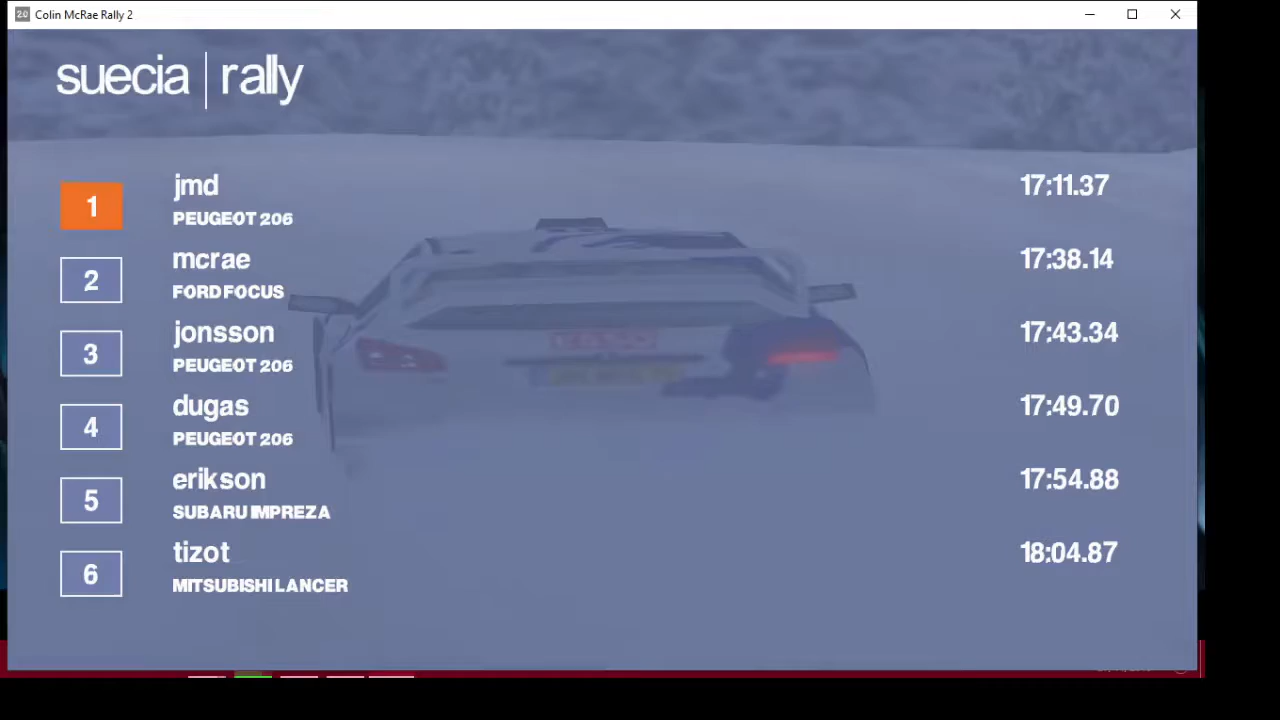 2.0 Colin McRae Rally 2
suecia | rally
1 jmd 17:11.37
PEUGEOT 206
2 mcrae 17:38.14
FORD FOCUS
3 jonsson 17:43.34
PEUGEOT 206
4 dugas 17:49.70
PEUGEOT 206
5 erikson 17:54.88
SUBARU IMPREZA
6 tizot 18:04.87
MITSUBISHI LANCER